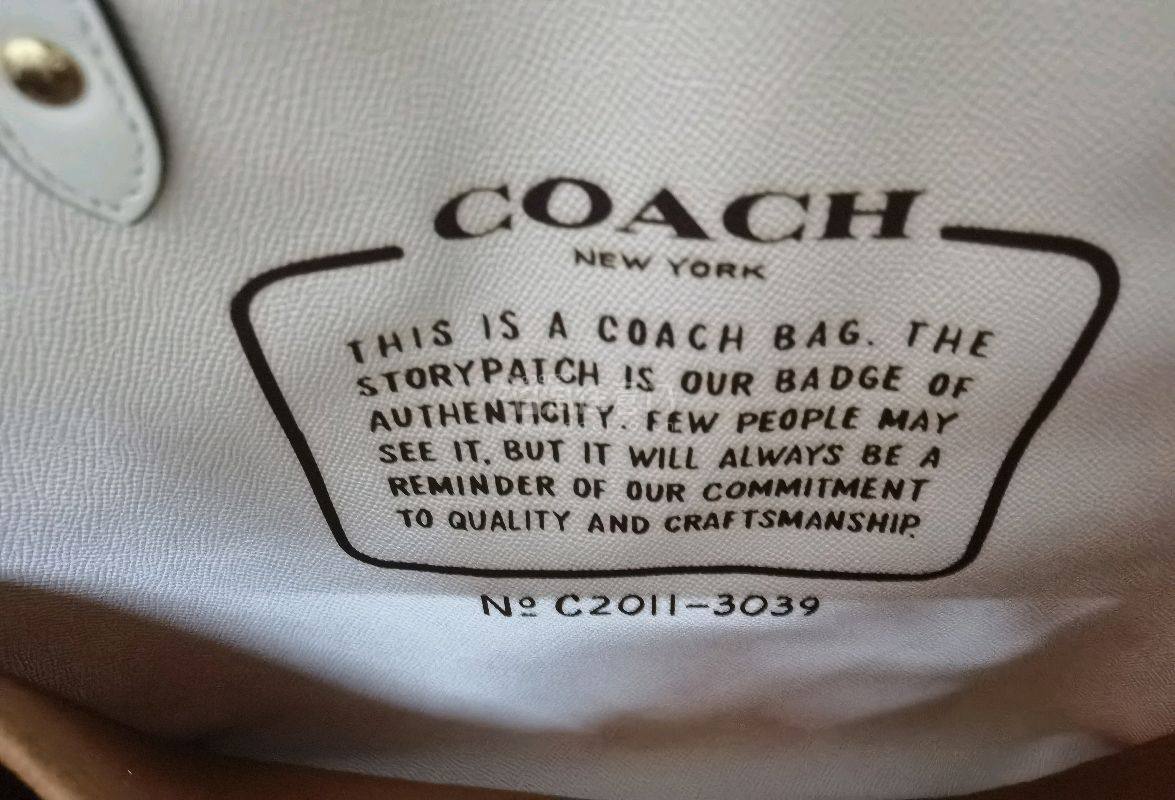 COACH
NEW YORK
THIS IS A COACH BAG. THE
STORYPATCH IS OUR BADGE OF
AUTHENTICITY. FEW PEOPLE MAY
SEE IT, BUT IT WILL ALWAYS BE A
REMINDER OF OUR COMMITMENT
TO QUALITY AND CRAFTSMANSHIP.
Nº C2011-3039